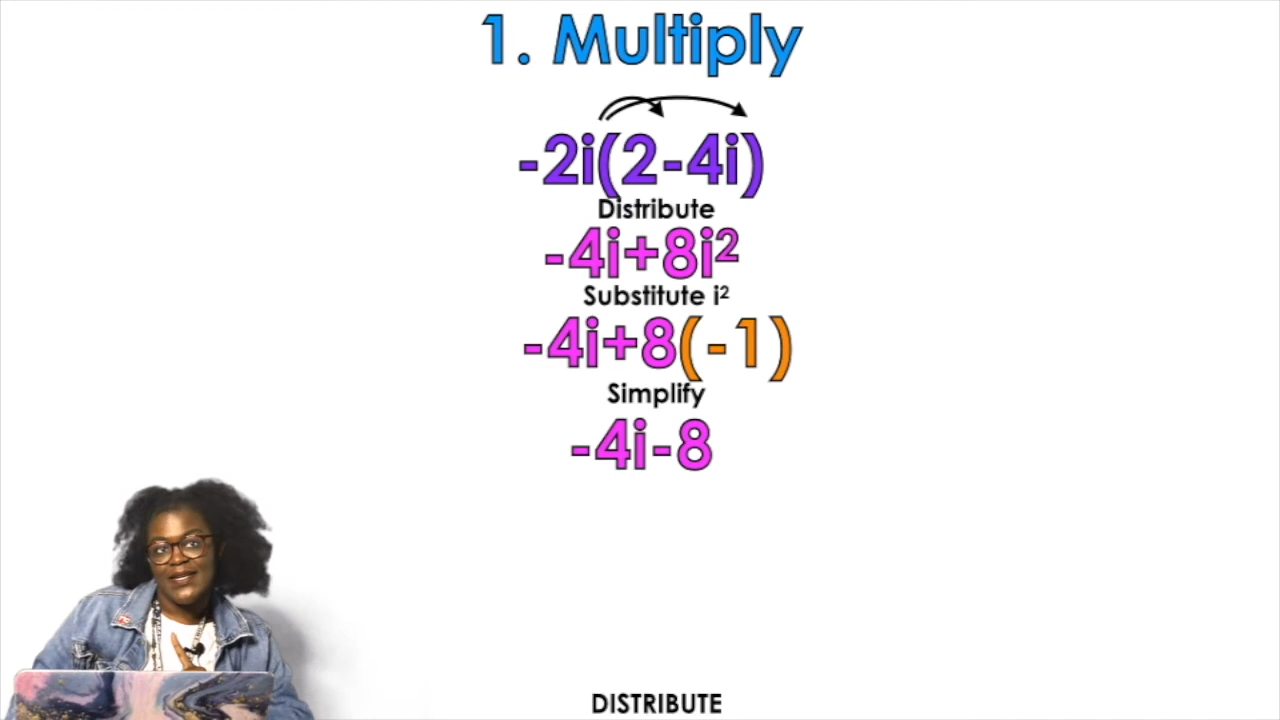 1. Multiply
-2i(2-4i)
Distribute
-4i+8i²
Substitute i²
-4i+8(-1)
Simplify
-4i-8
DISTRIBUTE